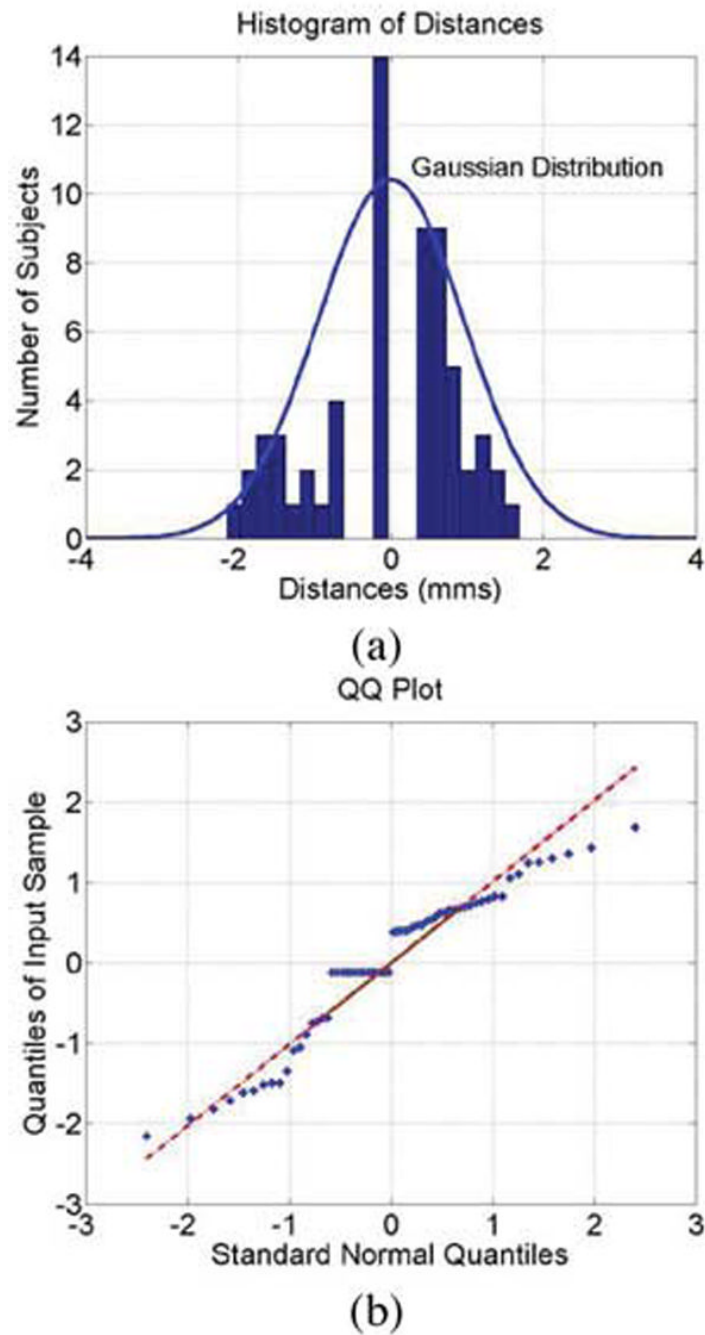 Histogram of Distances
14
12
10
8
6
4
2
0
Number of Subjects
Gaussian Distribution
-4 -2 0 2 4
Distances (mms)
(a)
QQ Plot
3
2
1
0
-1
-2
-3
Quantiles of Input Sample
-3 -2 -1 0 1 2 3
Standard Normal Quantiles
(b)